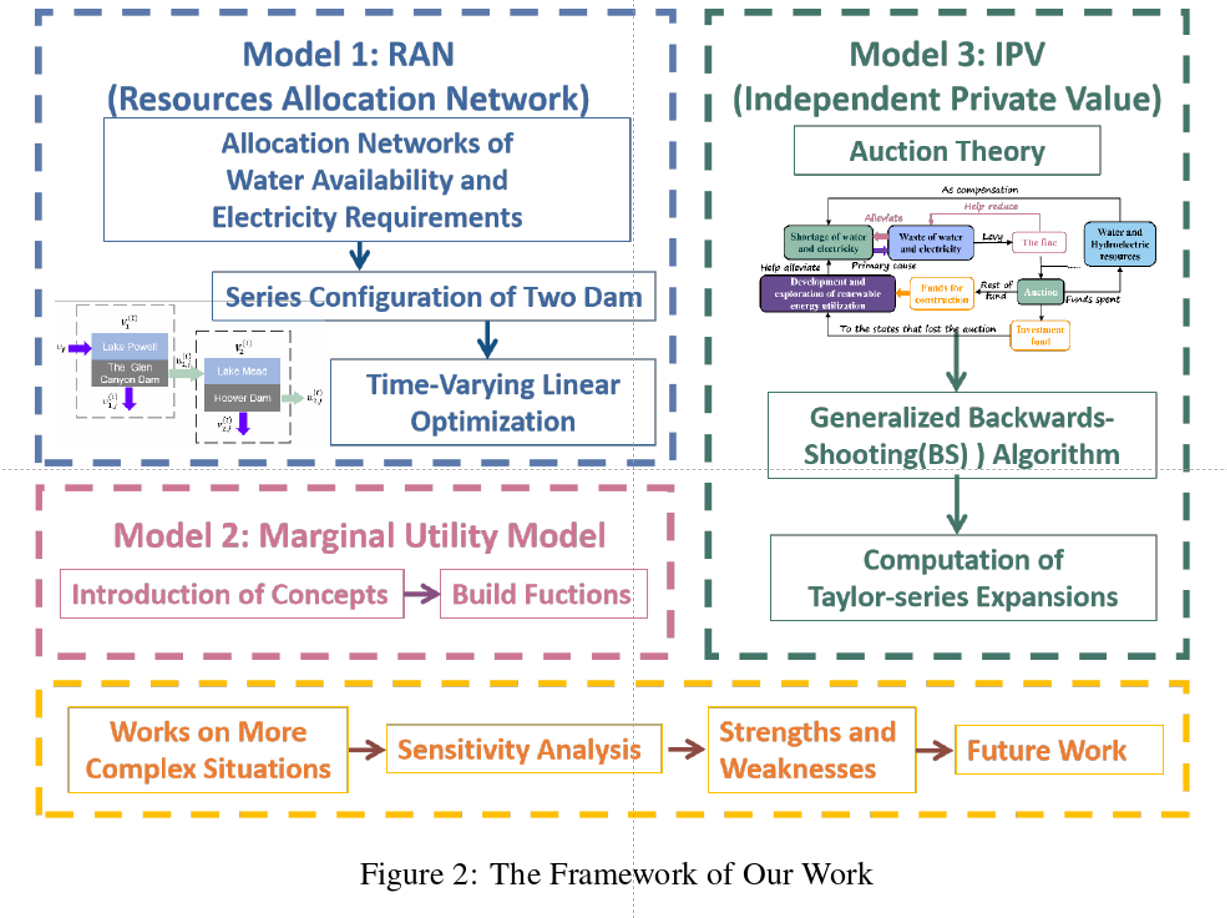 Model 1: RAN
(Resources Allocation Network)
Allocation Networks of
Water Availability and
Electricity Requirements
Series Configuration of Two Dam
Lake Powell
The Glen
Canyon Dam
Lake Mead
Hoover Dam
Time-Varying Linear
Optimization
Model 2: Marginal Utility Model
Introduction of Concepts
Build Fuctions
Model 3: IPV
(Independent Private Value)
Auction Theory
As compensation
Help reduce
Alleviate
Shortage of water
and electricity
Waste of water
and electricity
Levy
The fine
Water and
Hydroelectric
resources
Help alleviate
Primary cause
Development and
exploration of renewable
energy utilization
Funds for
construction
Rest of
fund
Auction
Funds spent
To the states that lost the auction
Investment
fund
Generalized Backwards-
Shooting(BS) ) Algorithm
Computation of
Taylor-series Expansions
Works on More
Complex Situations
Sensitivity Analysis
Strengths and
Weaknesses
Future Work
Figure 2: The Framework of Our Work